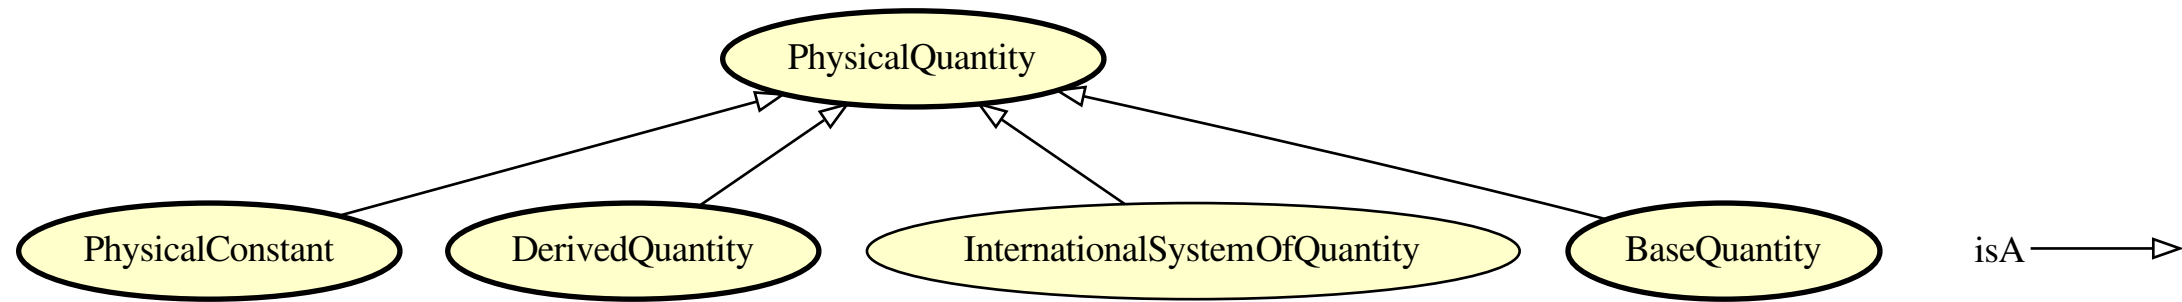 PhysicalQuantity
PhysicalConstant
DerivedQuantity
InternationalSystemOfQuantity
BaseQuantity
isA